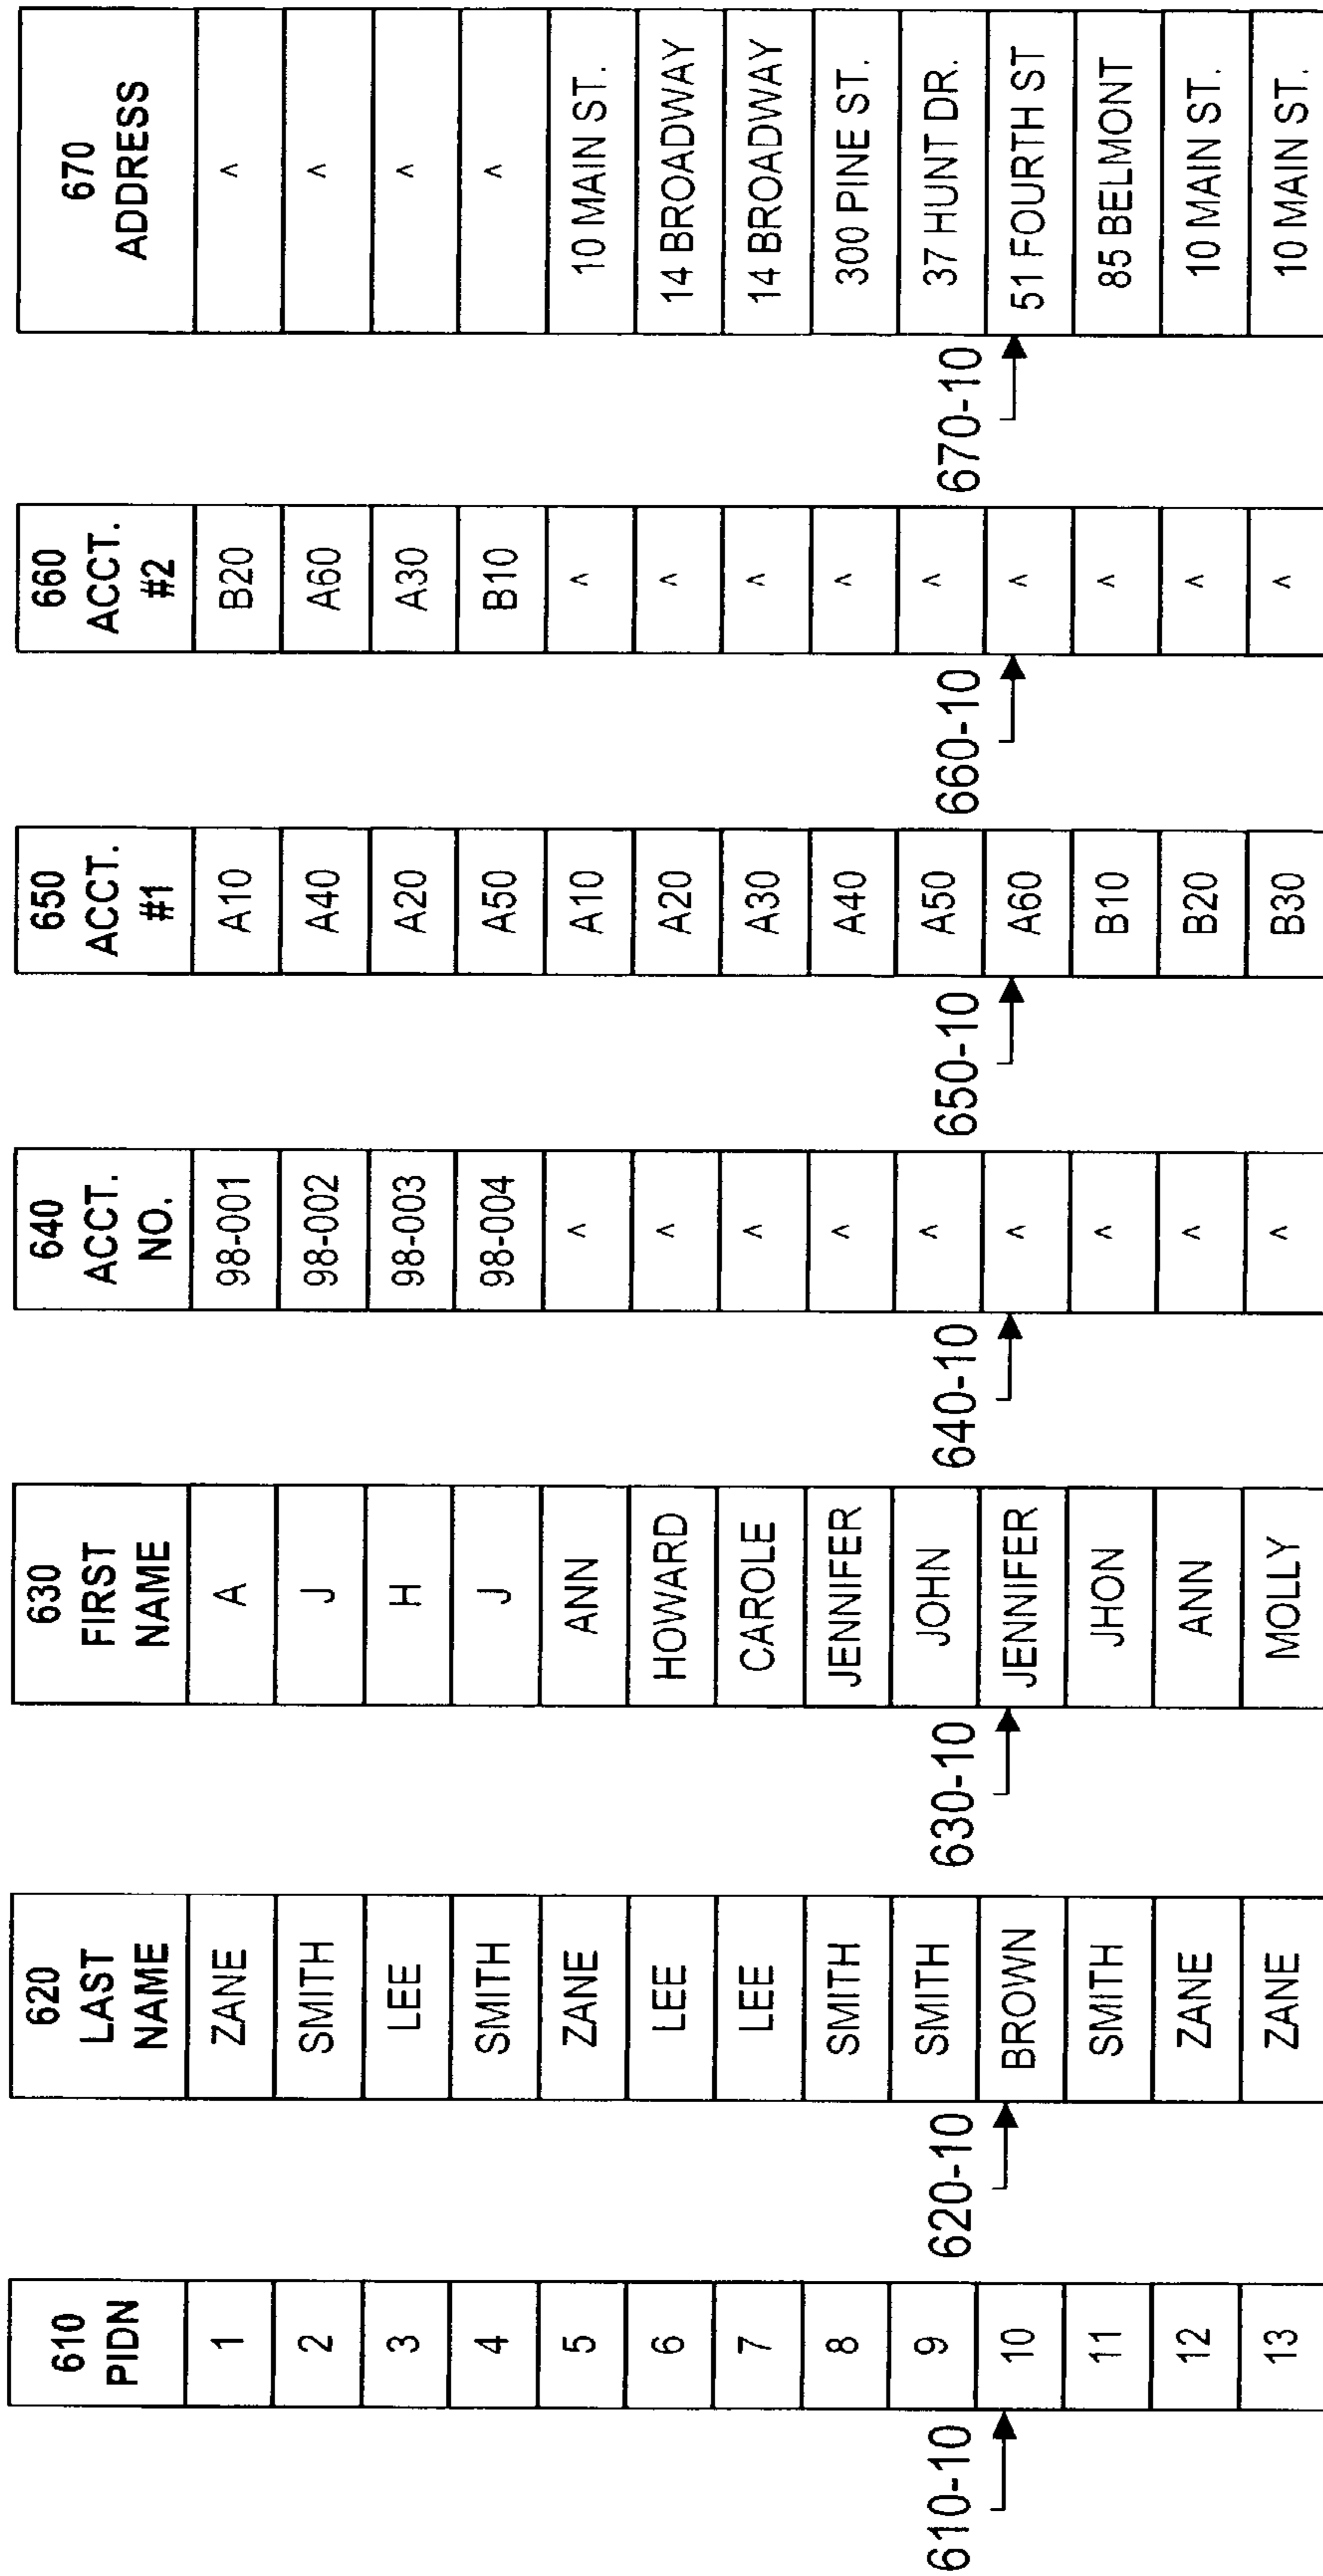 610 620 630 640 650 660 670
PIDN LAST FIRST ACCT. ACCT. ACCT. ADDRESS
NAME NAME NO. #1 #2
1 ZANE A 98-001 A10 B20 ^
2 SMITH J 98-002 A40 A60 ^
3 LEE H 98-003 A20 A30 ^
4 SMITH J 98-004 A50 B10 ^
5 ZANE ANN ^ A10 ^ 10 MAIN ST.
6 LEE HOWARD ^ A20 ^ 14 BROADWAY
7 LEE CAROLE ^ A30 ^ 14 BROADWAY
8 SMITH JENNIFER ^ A40 ^ 300 PINE ST.
9 SMITH JOHN ^ A50 ^ 37 HUNT DR.
610-10 620-10 630-10 640-10 650-10 660-10 670-10
10 BROWN JENNIFER ^ A60 ^ 51 FOURTH ST
11 SMITH JHON ^ B10 ^ 85 BELMONT
12 ZANE ANN ^ B20 ^ 10 MAIN ST.
13 ZANE MOLLY ^ B30 ^ 10 MAIN ST.